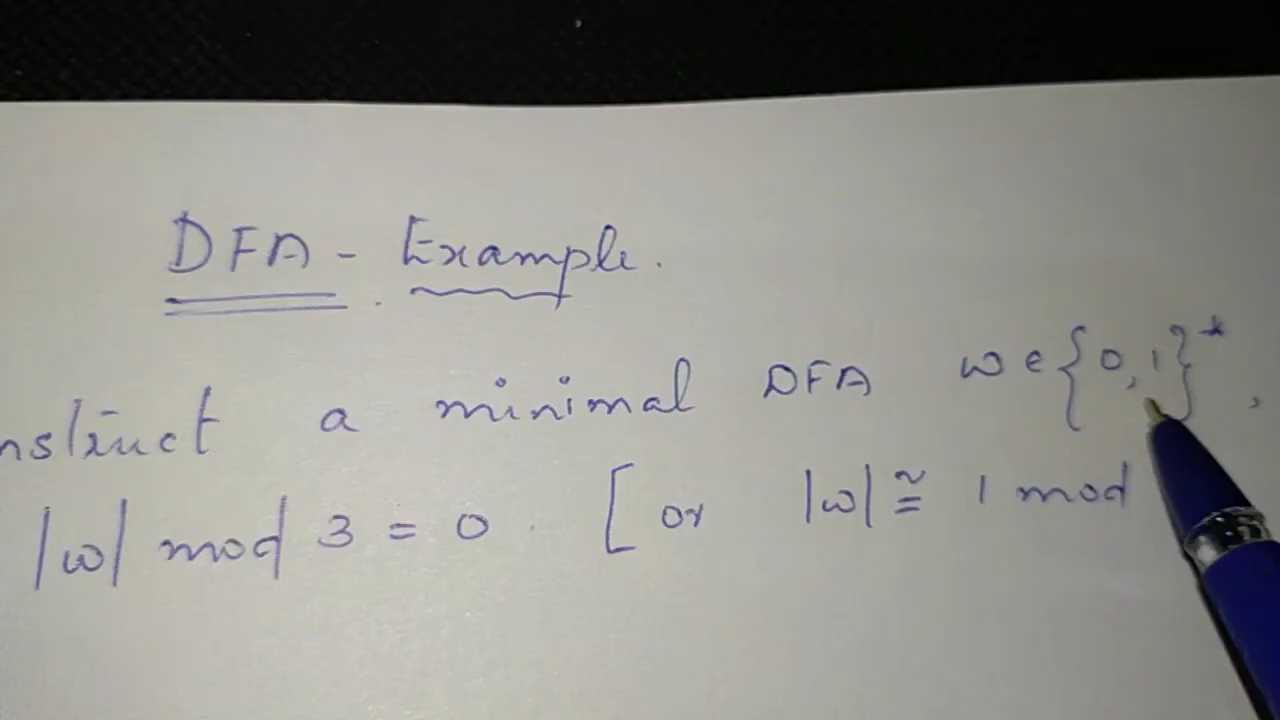 DFA - Example.
nstruct a minimal DFA w ∈ {0,1}*,
|w| mod 3 = 0 [or |w| ≅ 1 mod